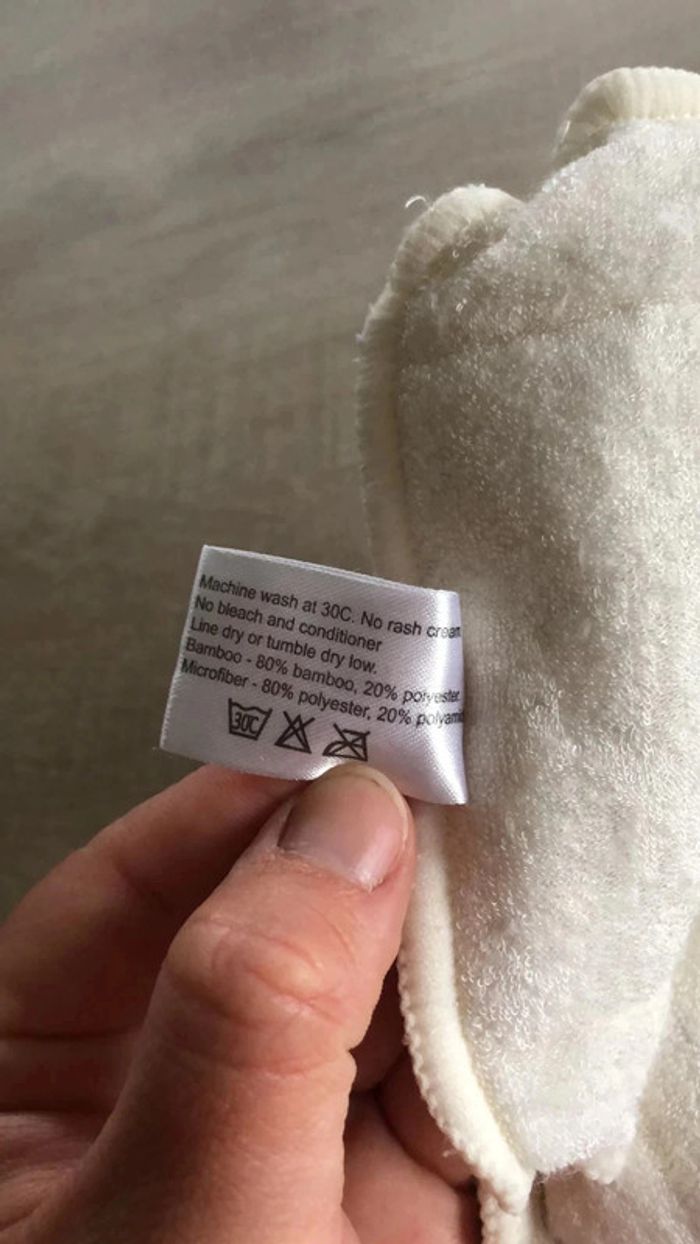 Machine wash at 30C. No rash cream
No bleach and conditioner
Line dry or tumble dry low.
Bamboo - 80% bamboo, 20% polyester.
Microfiber - 80% polyester, 20% polyamid
30C